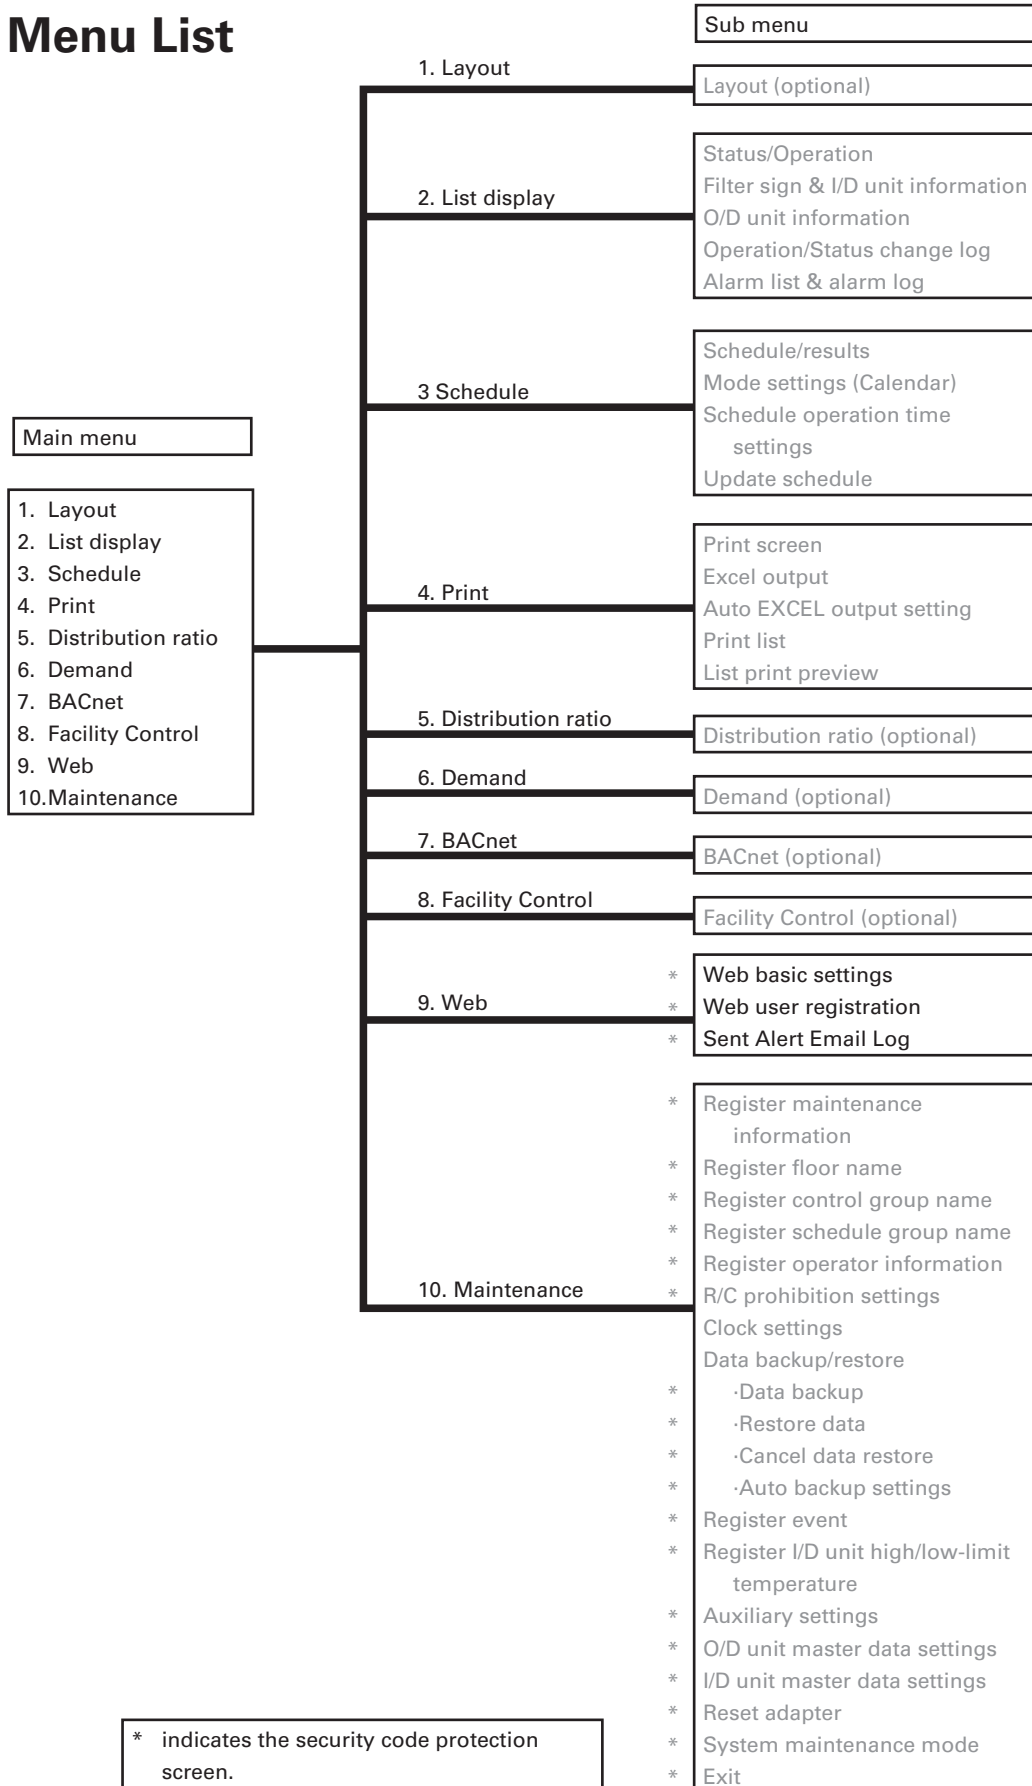 Menu List
Sub menu
1. Layout
Layout (optional)
2. List display
Status/Operation
Filter sign & I/D unit information
O/D unit information
Operation/Status change log
Alarm list & alarm log
3 Schedule
Schedule/results
Mode settings (Calendar)
Schedule operation time
settings
Update schedule
Main menu
1. Layout
2. List display
3. Schedule
4. Print
5. Distribution ratio
6. Demand
7. BACnet
8. Facility Control
9. Web
10.Maintenance
4. Print
Print screen
Excel output
Auto EXCEL output setting
Print list
List print preview
5. Distribution ratio
Distribution ratio (optional)
6. Demand
Demand (optional)
7. BACnet
BACnet (optional)
8. Facility Control
Facility Control (optional)
9. Web
* Web basic settings
* Web user registration
* Sent Alert Email Log
10. Maintenance
* Register maintenance
information
* Register floor name
* Register control group name
* Register schedule group name
* Register operator information
* R/C prohibition settings
Clock settings
Data backup/restore
* ·Data backup
* ·Restore data
* ·Cancel data restore
* ·Auto backup settings
* Register event
* Register I/D unit high/low-limit
temperature
* Auxiliary settings
* O/D unit master data settings
* I/D unit master data settings
* Reset adapter
* System maintenance mode
* Exit
* indicates the security code protection
screen.